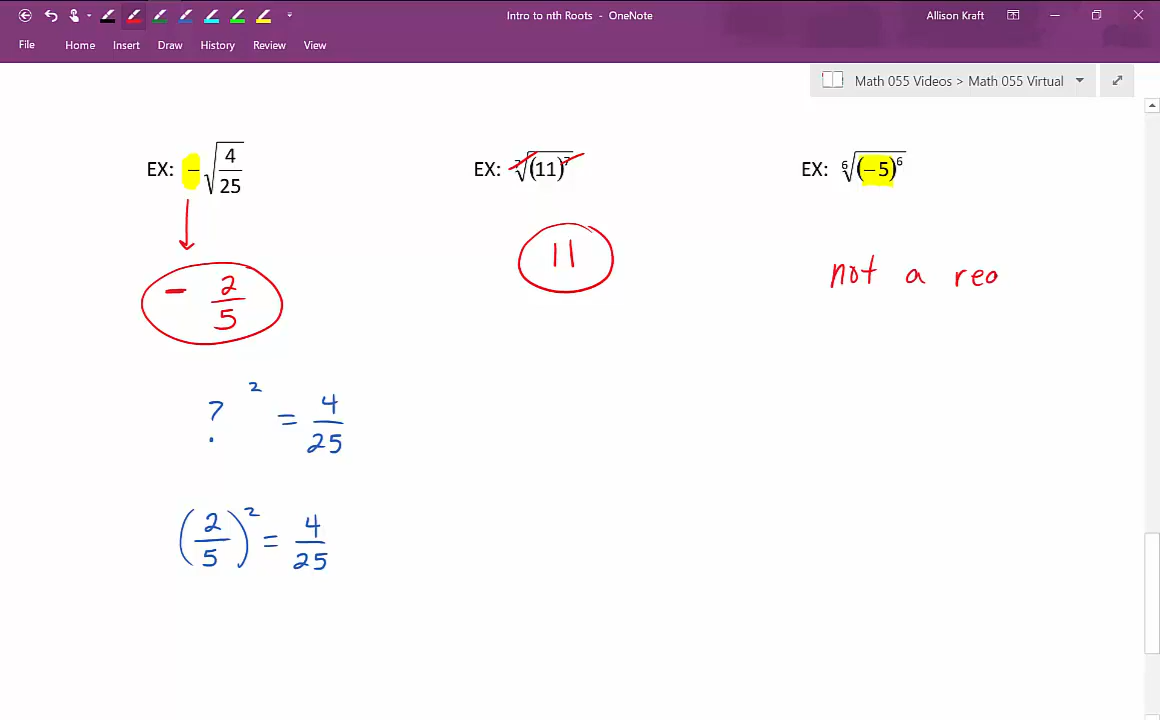 Intro to nth Roots - OneNote
Allison Kraft
File Home Insert Draw History Review View
Math 055 Videos > Math 055 Virtual
EX: −√(4/25)
EX: ⁷√(11)⁷
EX: ⁶√(−5)⁶
− 2/5
11
not a rea
? ² = 4/25
(2/5)² = 4/25